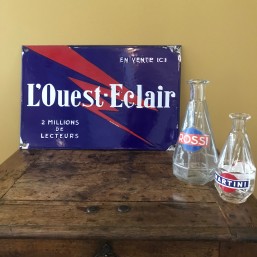 EN VENTE ICI
L'Ouest-Eclair
2 MILLIONS
DE
LECTEURS
ROSSI
MARTINI